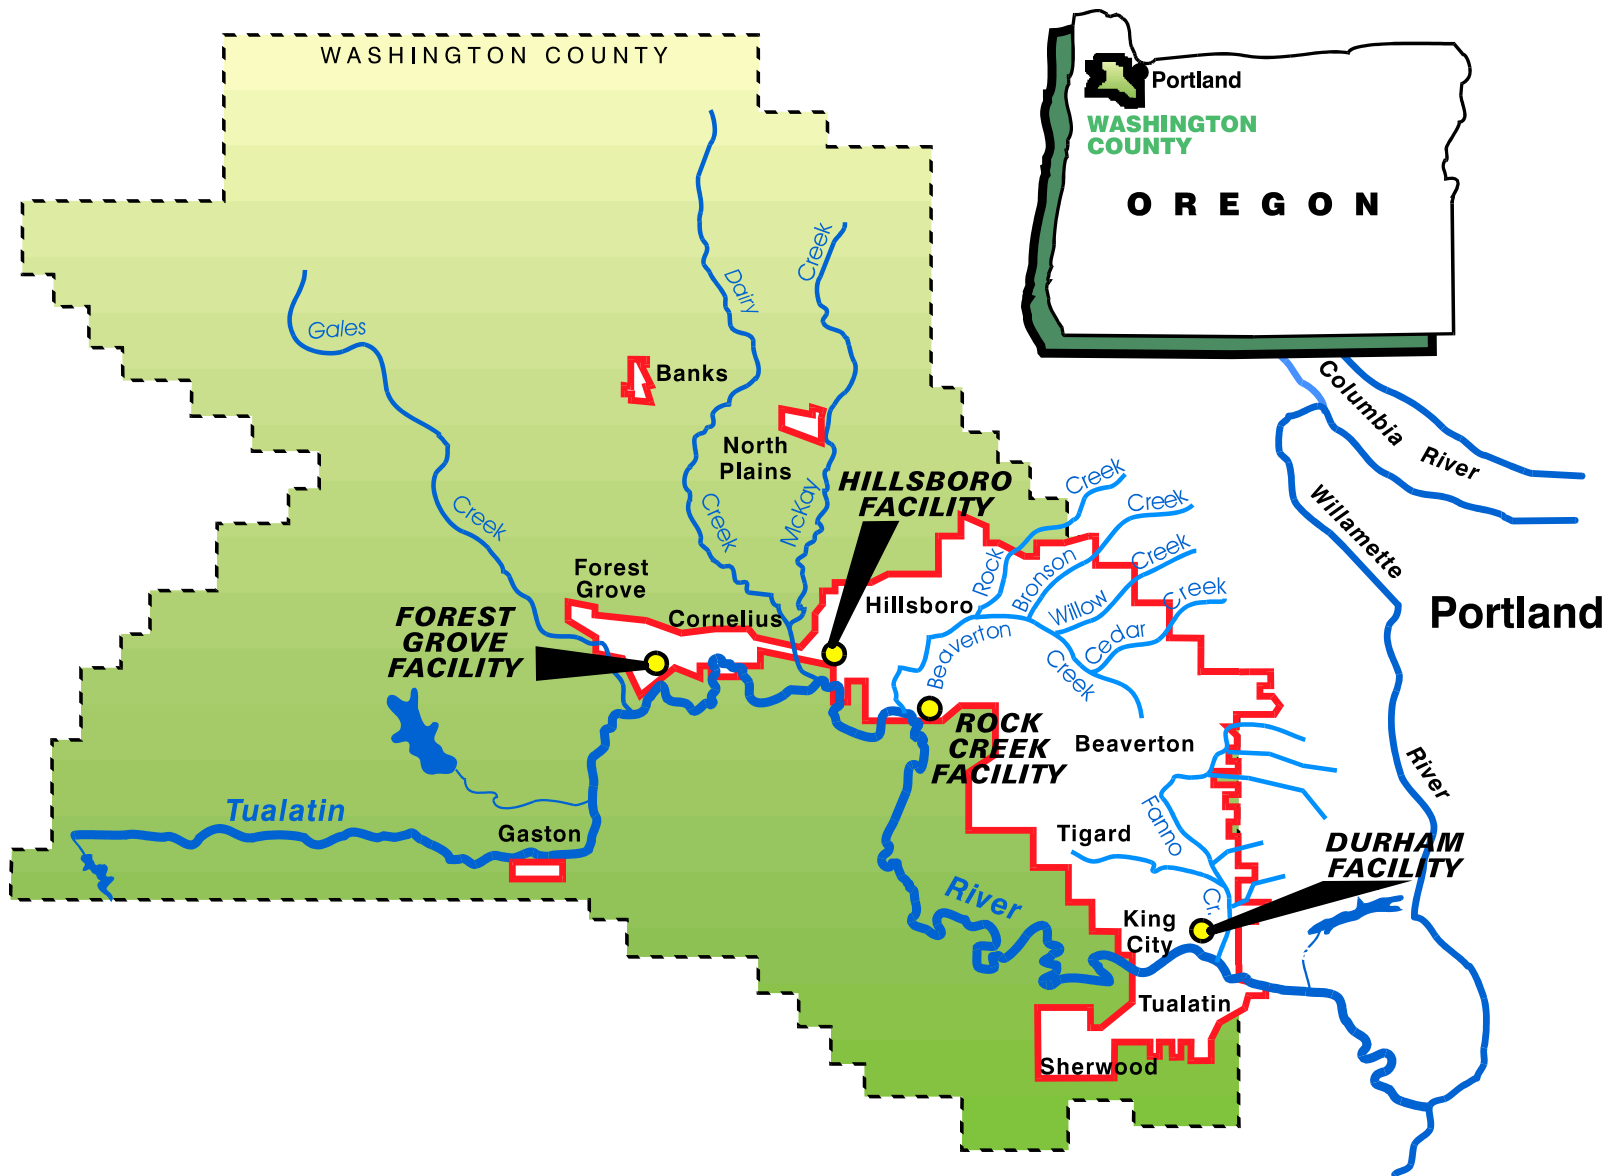 WASHINGTON COUNTY
Portland
WASHINGTON
COUNTY
OREGON
Columbia River
Willamette River
Portland
Gales Creek
Dairy Creek
McKay Creek
Banks
North
Plains
HILLSBORO
FACILITY
Forest
Grove
Cornelius
Hillsboro
Rock Creek
Bronson Creek
Willow Creek
Cedar Creek
Beaverton Creek
FOREST
GROVE
FACILITY
ROCK
CREEK
FACILITY
Beaverton
Tualatin River
Gaston
Tigard
Fanno Cr.
DURHAM
FACILITY
King
City
Tualatin
Sherwood